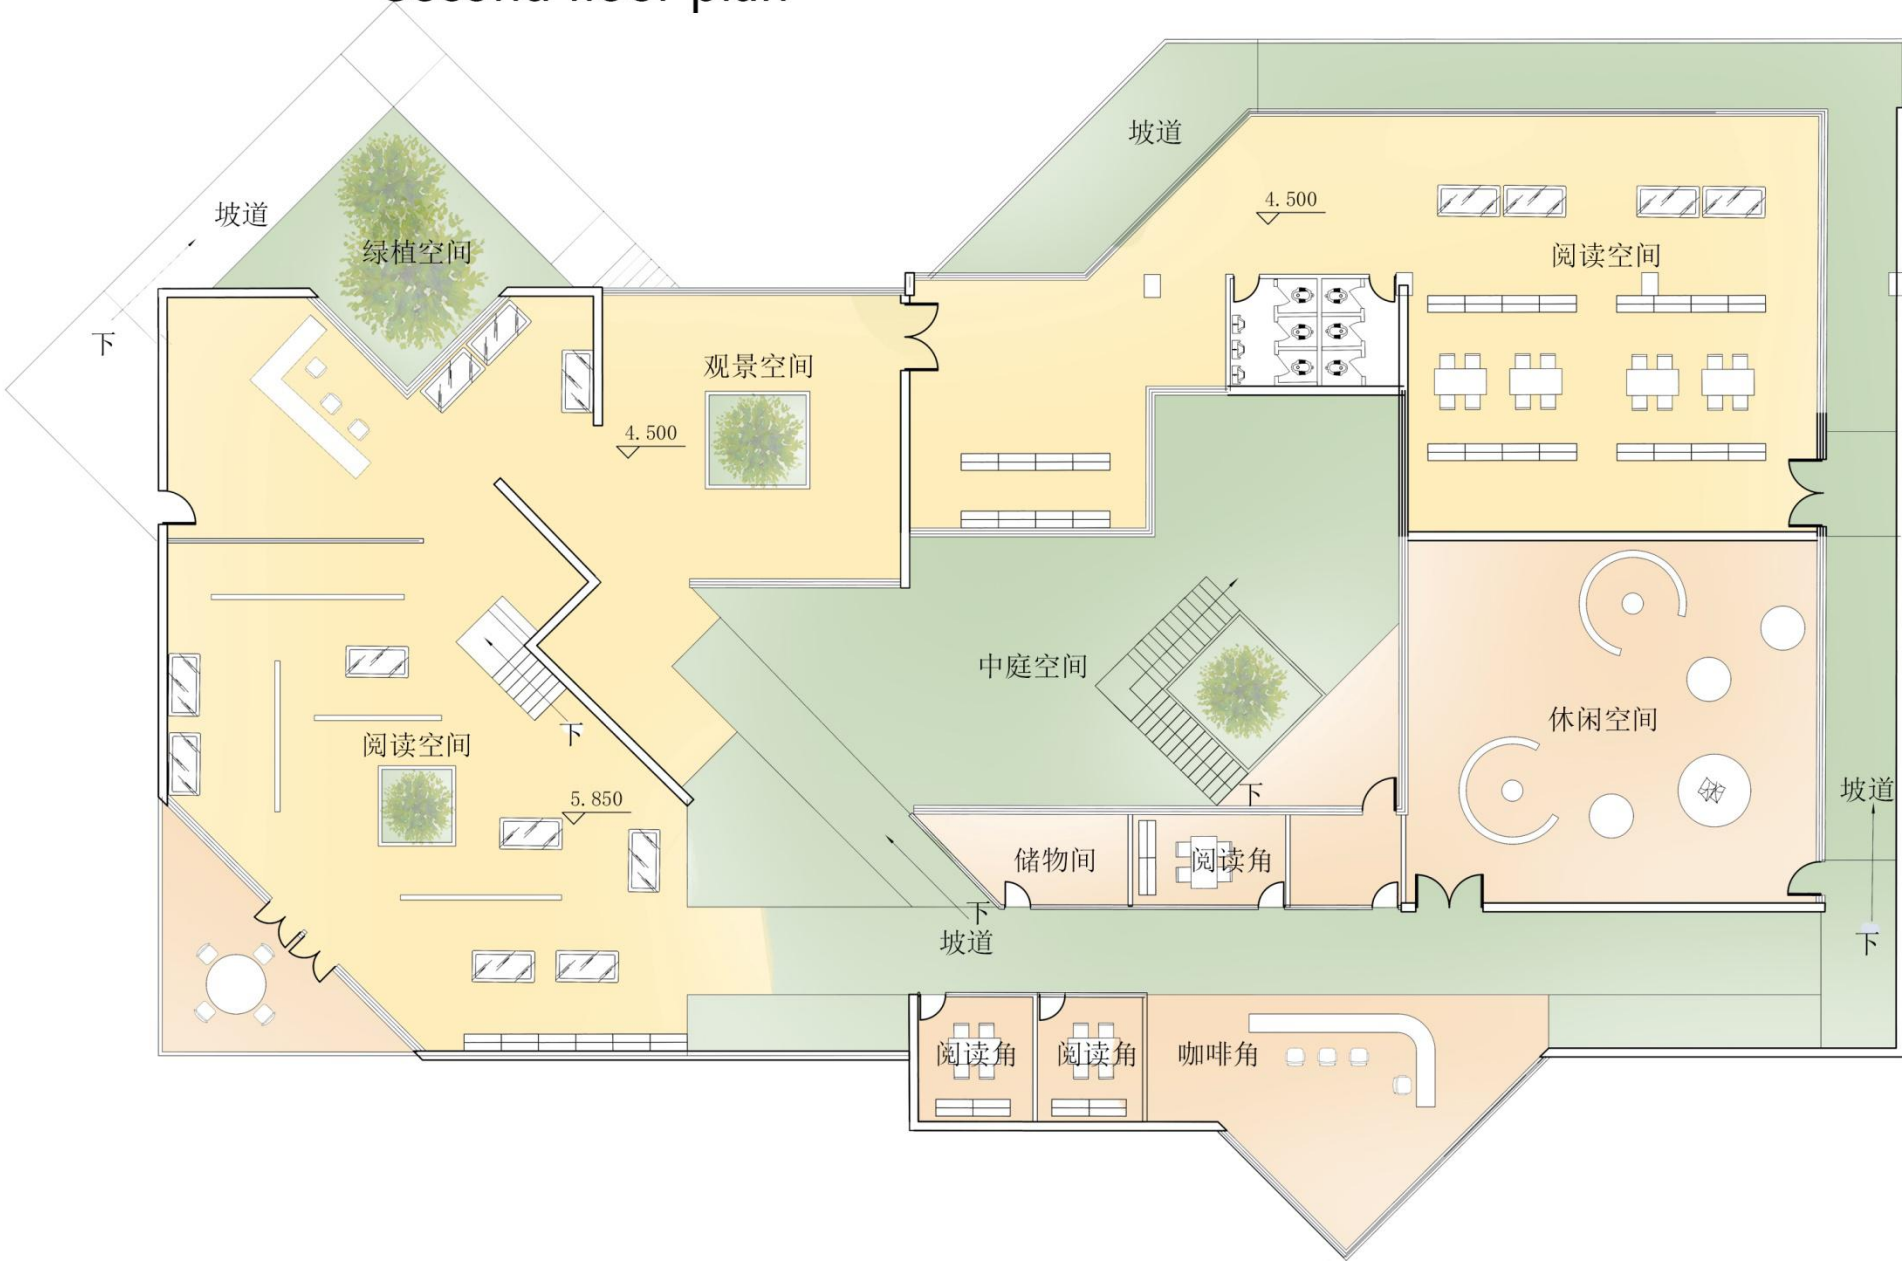 Second floor plan
坡道
4.500
坡道
绿植空间
阅读空间
下
观景空间
4.500
中庭空间
休闲空间
下
阅读空间
5.850
下
坡道
储物间
阅读角
下
坡道
下
阅读角
阅读角
咖啡角